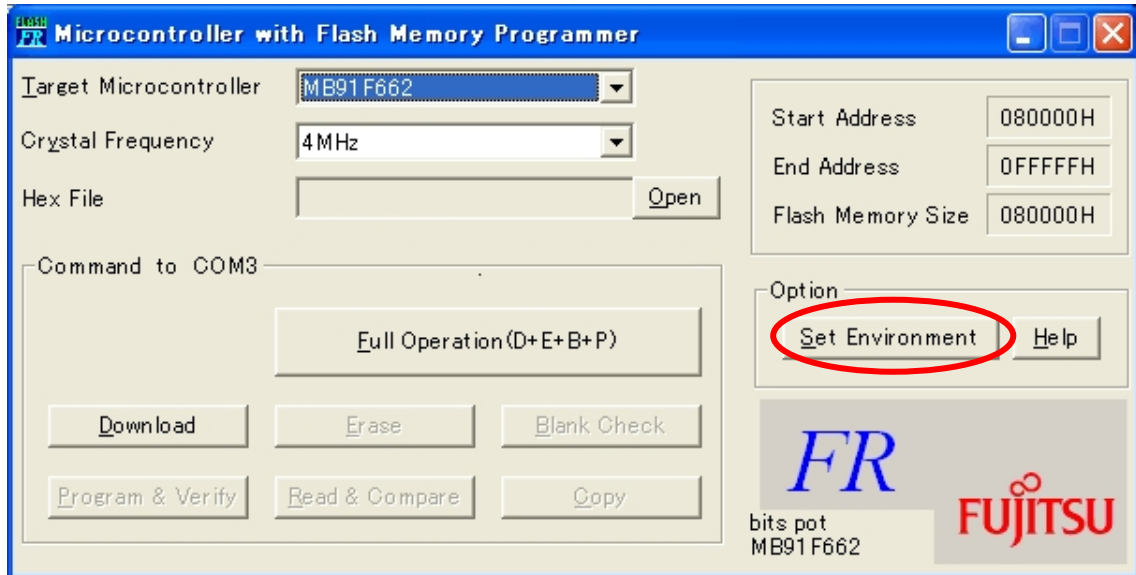 FLASH
FR Microcontroller with Flash Memory Programmer
Target Microcontroller MB91F662
Crystal Frequency 4MHz
Hex File Open
Start Address 080000H
End Address 0FFFFFH
Flash Memory Size 080000H
Command to COM3
Full Operation(D+E+B+P)
Download Erase Blank Check
Program & Verify Read & Compare Copy
Option
Set Environment Help
FR
FUJITSU
bits pot
MB91F662